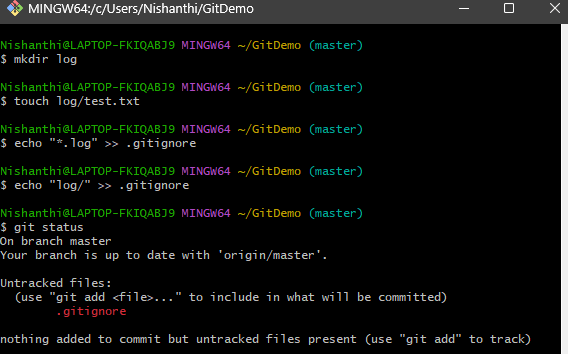 MINGW64:/c/Users/Nishanthi/GitDemo
Nishanthi@LAPTOP-FKIQABJ9 MINGW64 ~/GitDemo (master)
$ mkdir log
Nishanthi@LAPTOP-FKIQABJ9 MINGW64 ~/GitDemo (master)
$ touch log/test.txt
Nishanthi@LAPTOP-FKIQABJ9 MINGW64 ~/GitDemo (master)
$ echo "*.log" >> .gitignore
Nishanthi@LAPTOP-FKIQABJ9 MINGW64 ~/GitDemo (master)
$ echo "log/" >> .gitignore
Nishanthi@LAPTOP-FKIQABJ9 MINGW64 ~/GitDemo (master)
$ git status
On branch master
Your branch is up to date with 'origin/master'.
Untracked files:
  (use "git add <file>..." to include in what will be committed)
        .gitignore
nothing added to commit but untracked files present (use "git add" to track)